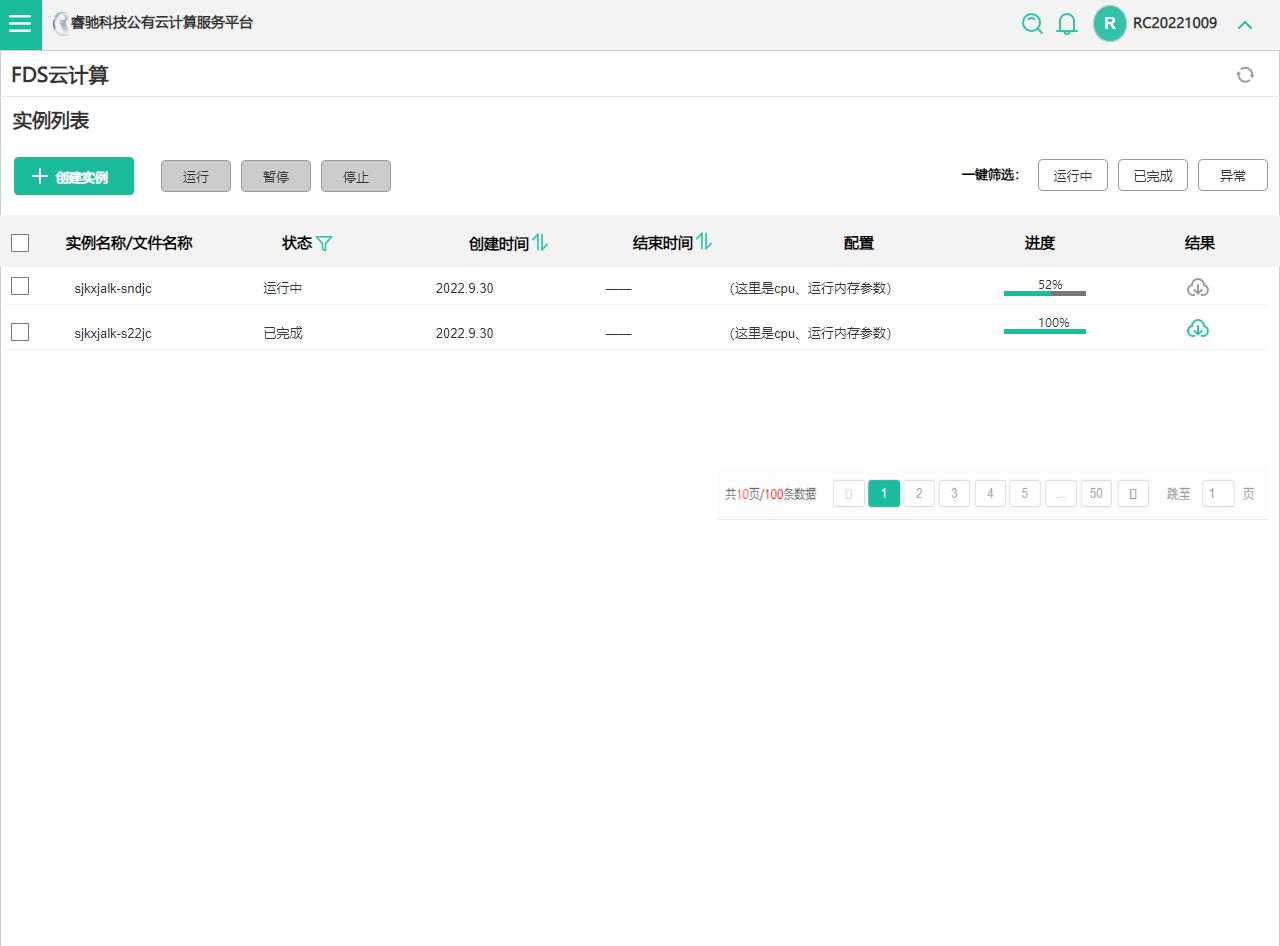 睿驰科技公有云计算服务平台
R RC20221009
FDS云计算
实例列表
创建实例 运行 暂停 停止 一键筛选: 运行中 已完成 异常
实例名称/文件名称 状态 创建时间 结束时间 配置 进度 结果
sjkxjalk-sndjc 运行中 2022.9.30 —— (这里是cpu、运行内存参数) 52%
sjkxjalk-s22jc 已完成 2022.9.30 —— (这里是cpu、运行内存参数) 100%
共10页/100条数据 1 2 3 4 5 ... 50 跳至 1 页